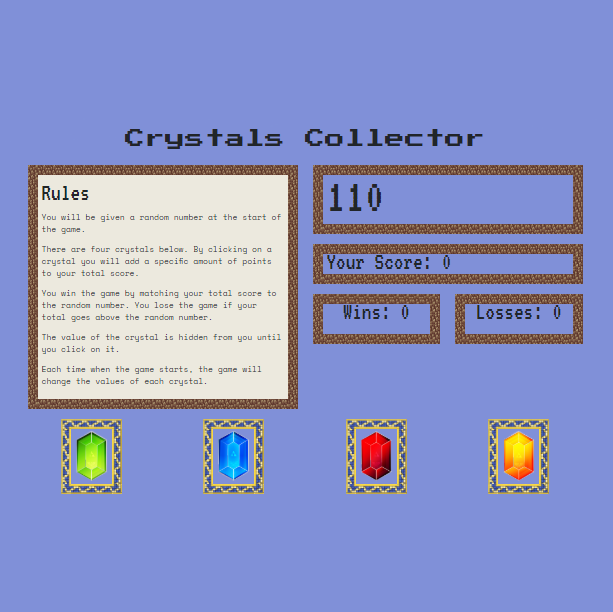 Crystals Collector
Rules
You will be given a random number at the start of
the game.
There are four crystals below. By clicking on a
crystal you will add a specific amount of points
to your total score.
You win the game by matching your total score to
the random number. You lose the game if your
total goes above the random number.
The value of the crystal is hidden from you until
you click on it.
Each time when the game starts, the game will
change the values of each crystal.
110
Your Score: 0
Wins: 0
Losses: 0